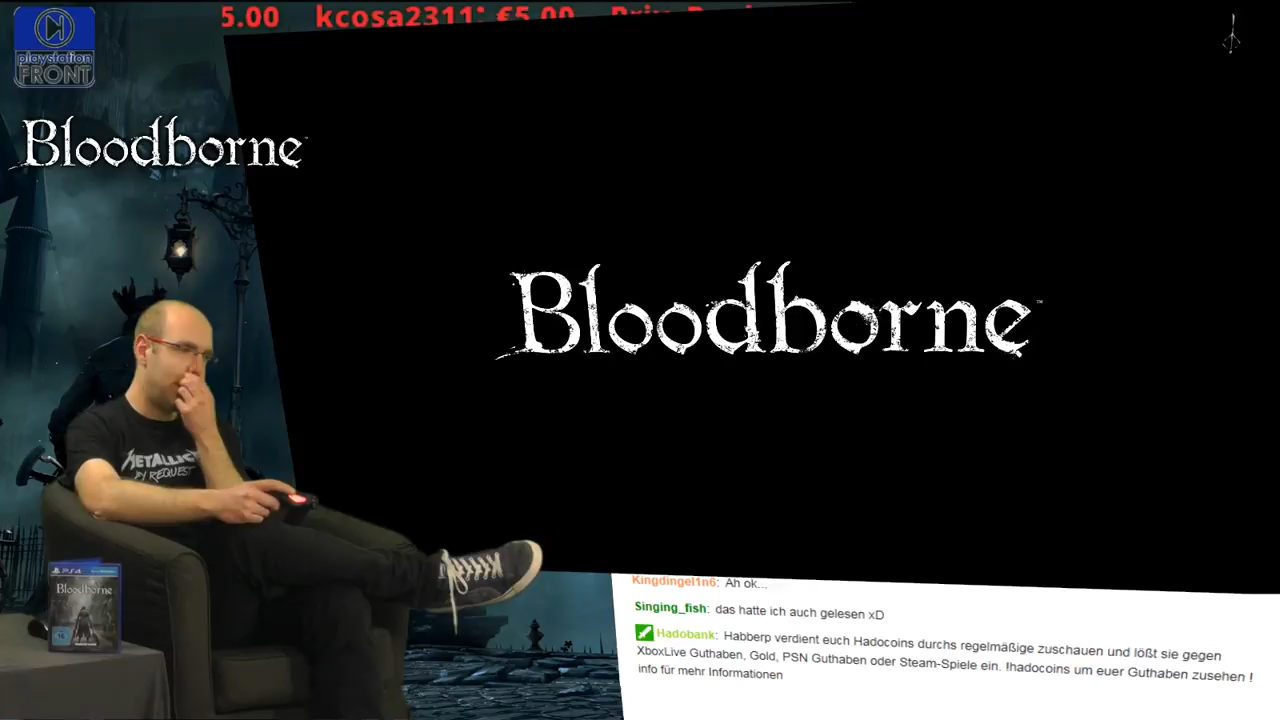 5.00 kcosa2311: €5.00
playstation
FRONT
Bloodborne
Bloodborne
METALLICA
BY REQUEST
PS4
Bloodborne
Kingdingel1n6: Ah ok...
Singing_fish: das hatte ich auch gelesen xD
Hadobank: Habberp verdient euch Hadocoins durchs regelmäßige zuschauen und lößt sie gegen
XboxLive Guthaben, Gold, PSN Guthaben oder Steam-Spiele ein. !hadocoins um euer Guthaben zusehen !
info für mehr Informationen